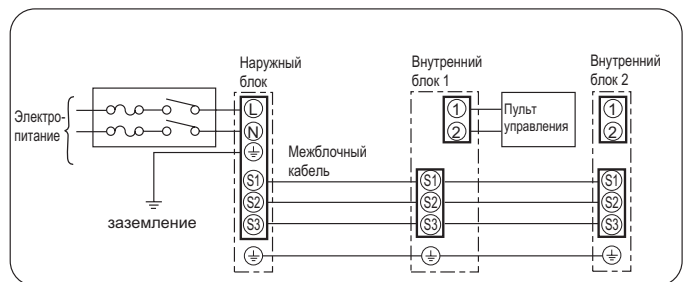 Наружный
блок
Внутренний
блок 1
Внутренний
блок 2
Электро-
питание
L
N
1
2
Пульт
управления
1
2
Межблочный
кабель
заземление
S1
S2
S3
S1
S2
S3
S1
S2
S3